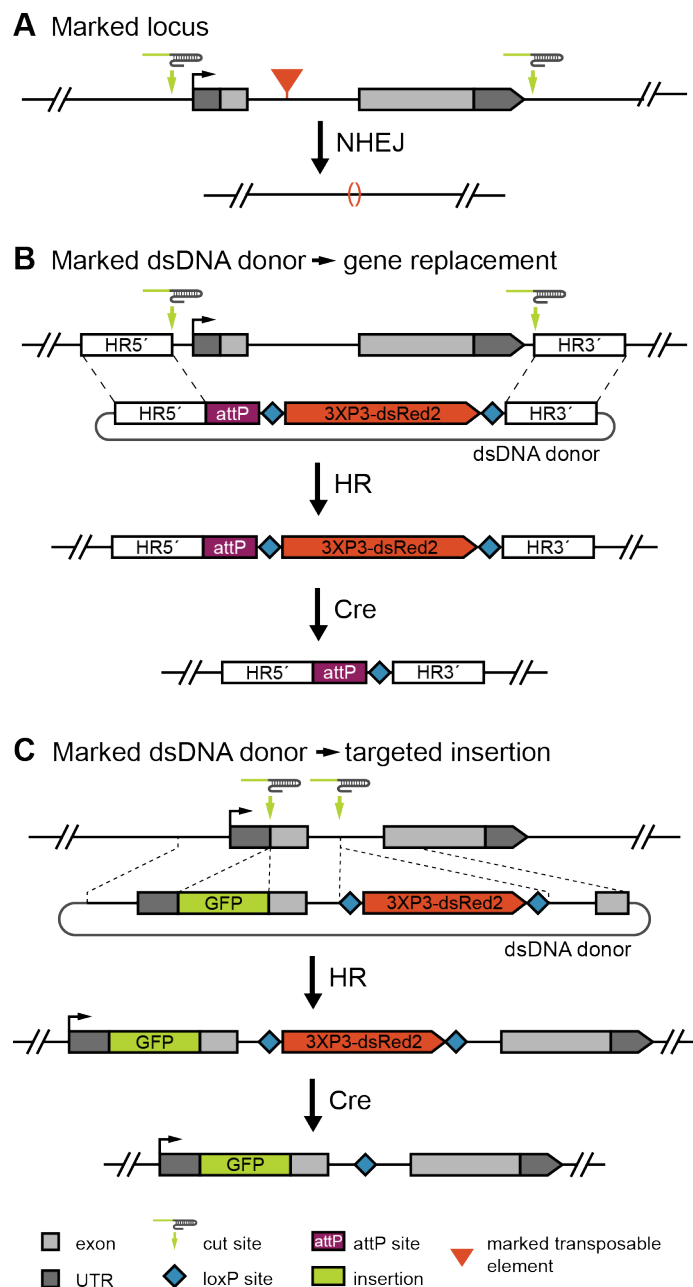 A Marked locus
NHEJ
B Marked dsDNA donor → gene replacement
HR5´ HR3´
HR5´ attP 3XP3-dsRed2 HR3´
dsDNA donor
HR
HR5´ attP 3XP3-dsRed2 HR3´
Cre
HR5´ attP HR3´
C Marked dsDNA donor → targeted insertion
GFP 3XP3-dsRed2
dsDNA donor
HR
GFP 3XP3-dsRed2
Cre
GFP
exon cut site attP attP site marked transposable
element
UTR loxP site insertion